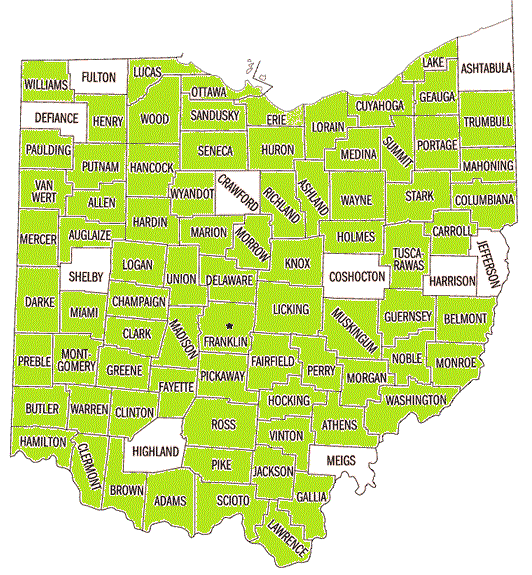 LAKE
ASHTABULA
LUCAS
FULTON
WILLIAMS
OTTAWA
GEAUGA
CUYAHOGA
SANDUSKY
ERIE
DEFIANCE
HENRY
WOOD
LORAIN
TRUMBULL
PORTAGE
SUMMIT
PAULDING
SENECA
HURON
MEDINA
MAHONING
PUTNAM
HANCOCK
VAN
WERT
WYANDOT
CRAWFORD
RICHLAND
ASHLAND
WAYNE
STARK
COLUMBIANA
ALLEN
HARDIN
MERCER
AUGLAIZE
MARION
MORROW
HOLMES
CARROLL
JEFFERSON
TUSCA-
RAWAS
LOGAN
UNION
KNOX
COSHOCTON
HARRISON
SHELBY
DELAWARE
DARKE
CHAMPAIGN
MIAMI
LICKING
MUSKINGUM
GUERNSEY
BELMONT
CLARK
MADISON
FRANKLIN
PREBLE
MONT-
GOMERY
GREENE
FAIRFIELD
PERRY
NOBLE
MONROE
PICKAWAY
MORGAN
FAYETTE
WASHINGTON
HOCKING
BUTLER
WARREN
CLINTON
ROSS
ATHENS
HAMILTON
VINTON
CLERMONT
HIGHLAND
MEIGS
PIKE
JACKSON
BROWN
ADAMS
SCIOTO
GALLIA
LAWRENCE